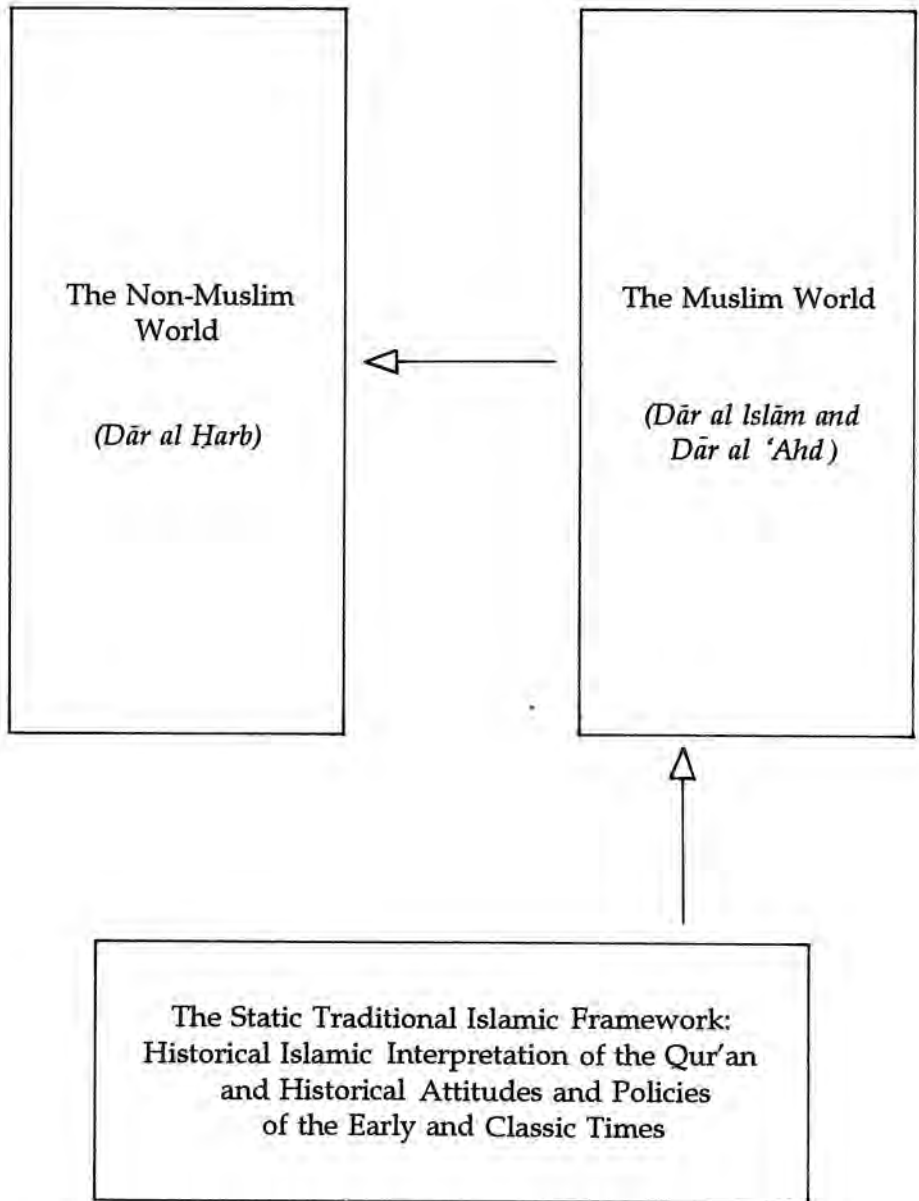 The Non-Muslim
World
(Dār al Ḥarb)
The Muslim World
(Dār al Islām and
Dār al ‘Ahd)
The Static Traditional Islamic Framework:
Historical Islamic Interpretation of the Qur'an
and Historical Attitudes and Policies
of the Early and Classic Times